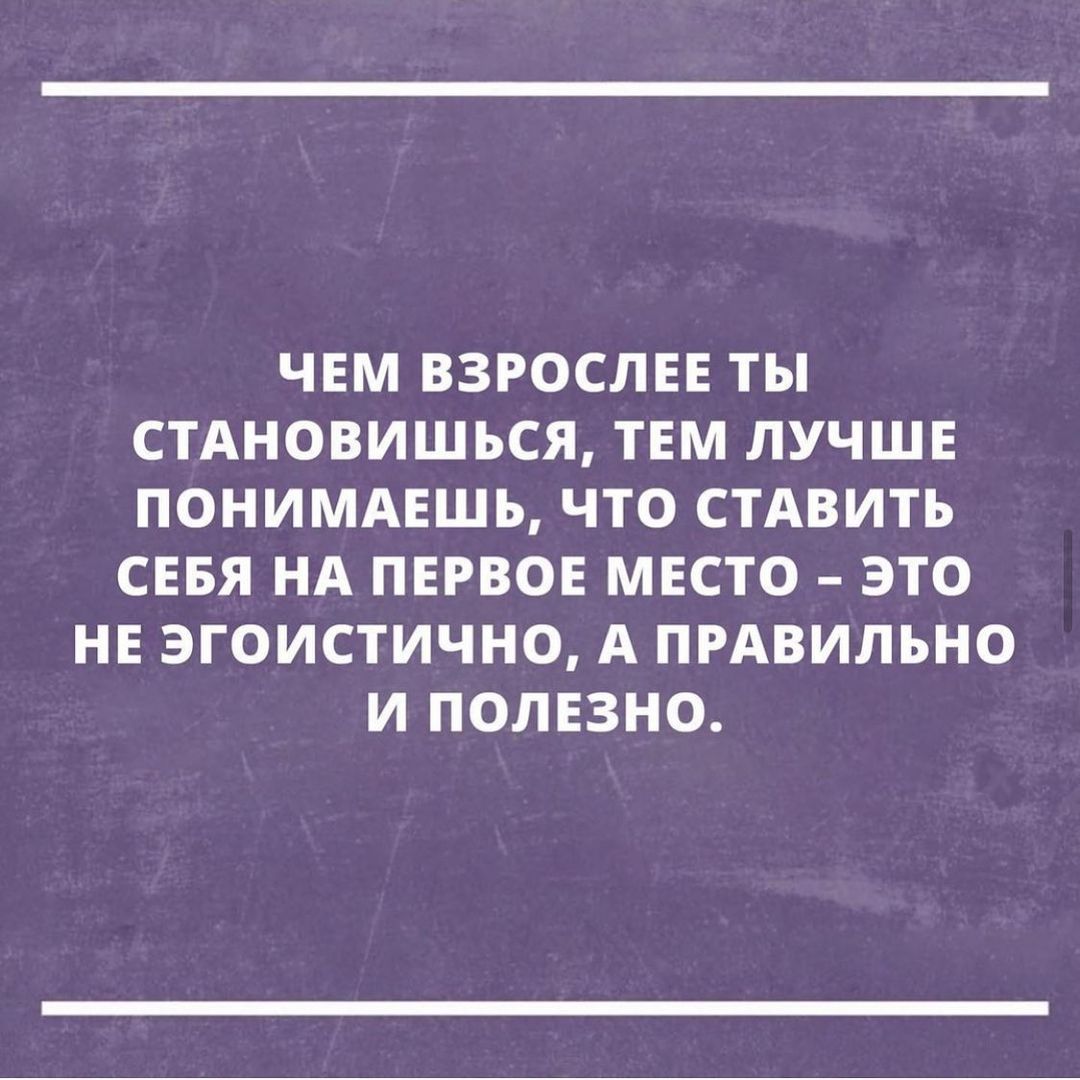 ЧЕМ ВЗРОСЛЕЕ ТЫ
СТАНОВИШЬСЯ, ТЕМ ЛУЧШЕ
ПОНИМАЕШЬ, ЧТО СТАВИТЬ
СЕБЯ НА ПЕРВОЕ МЕСТО – ЭТО
НЕ ЭГОИСТИЧНО, А ПРАВИЛЬНО
И ПОЛЕЗНО.